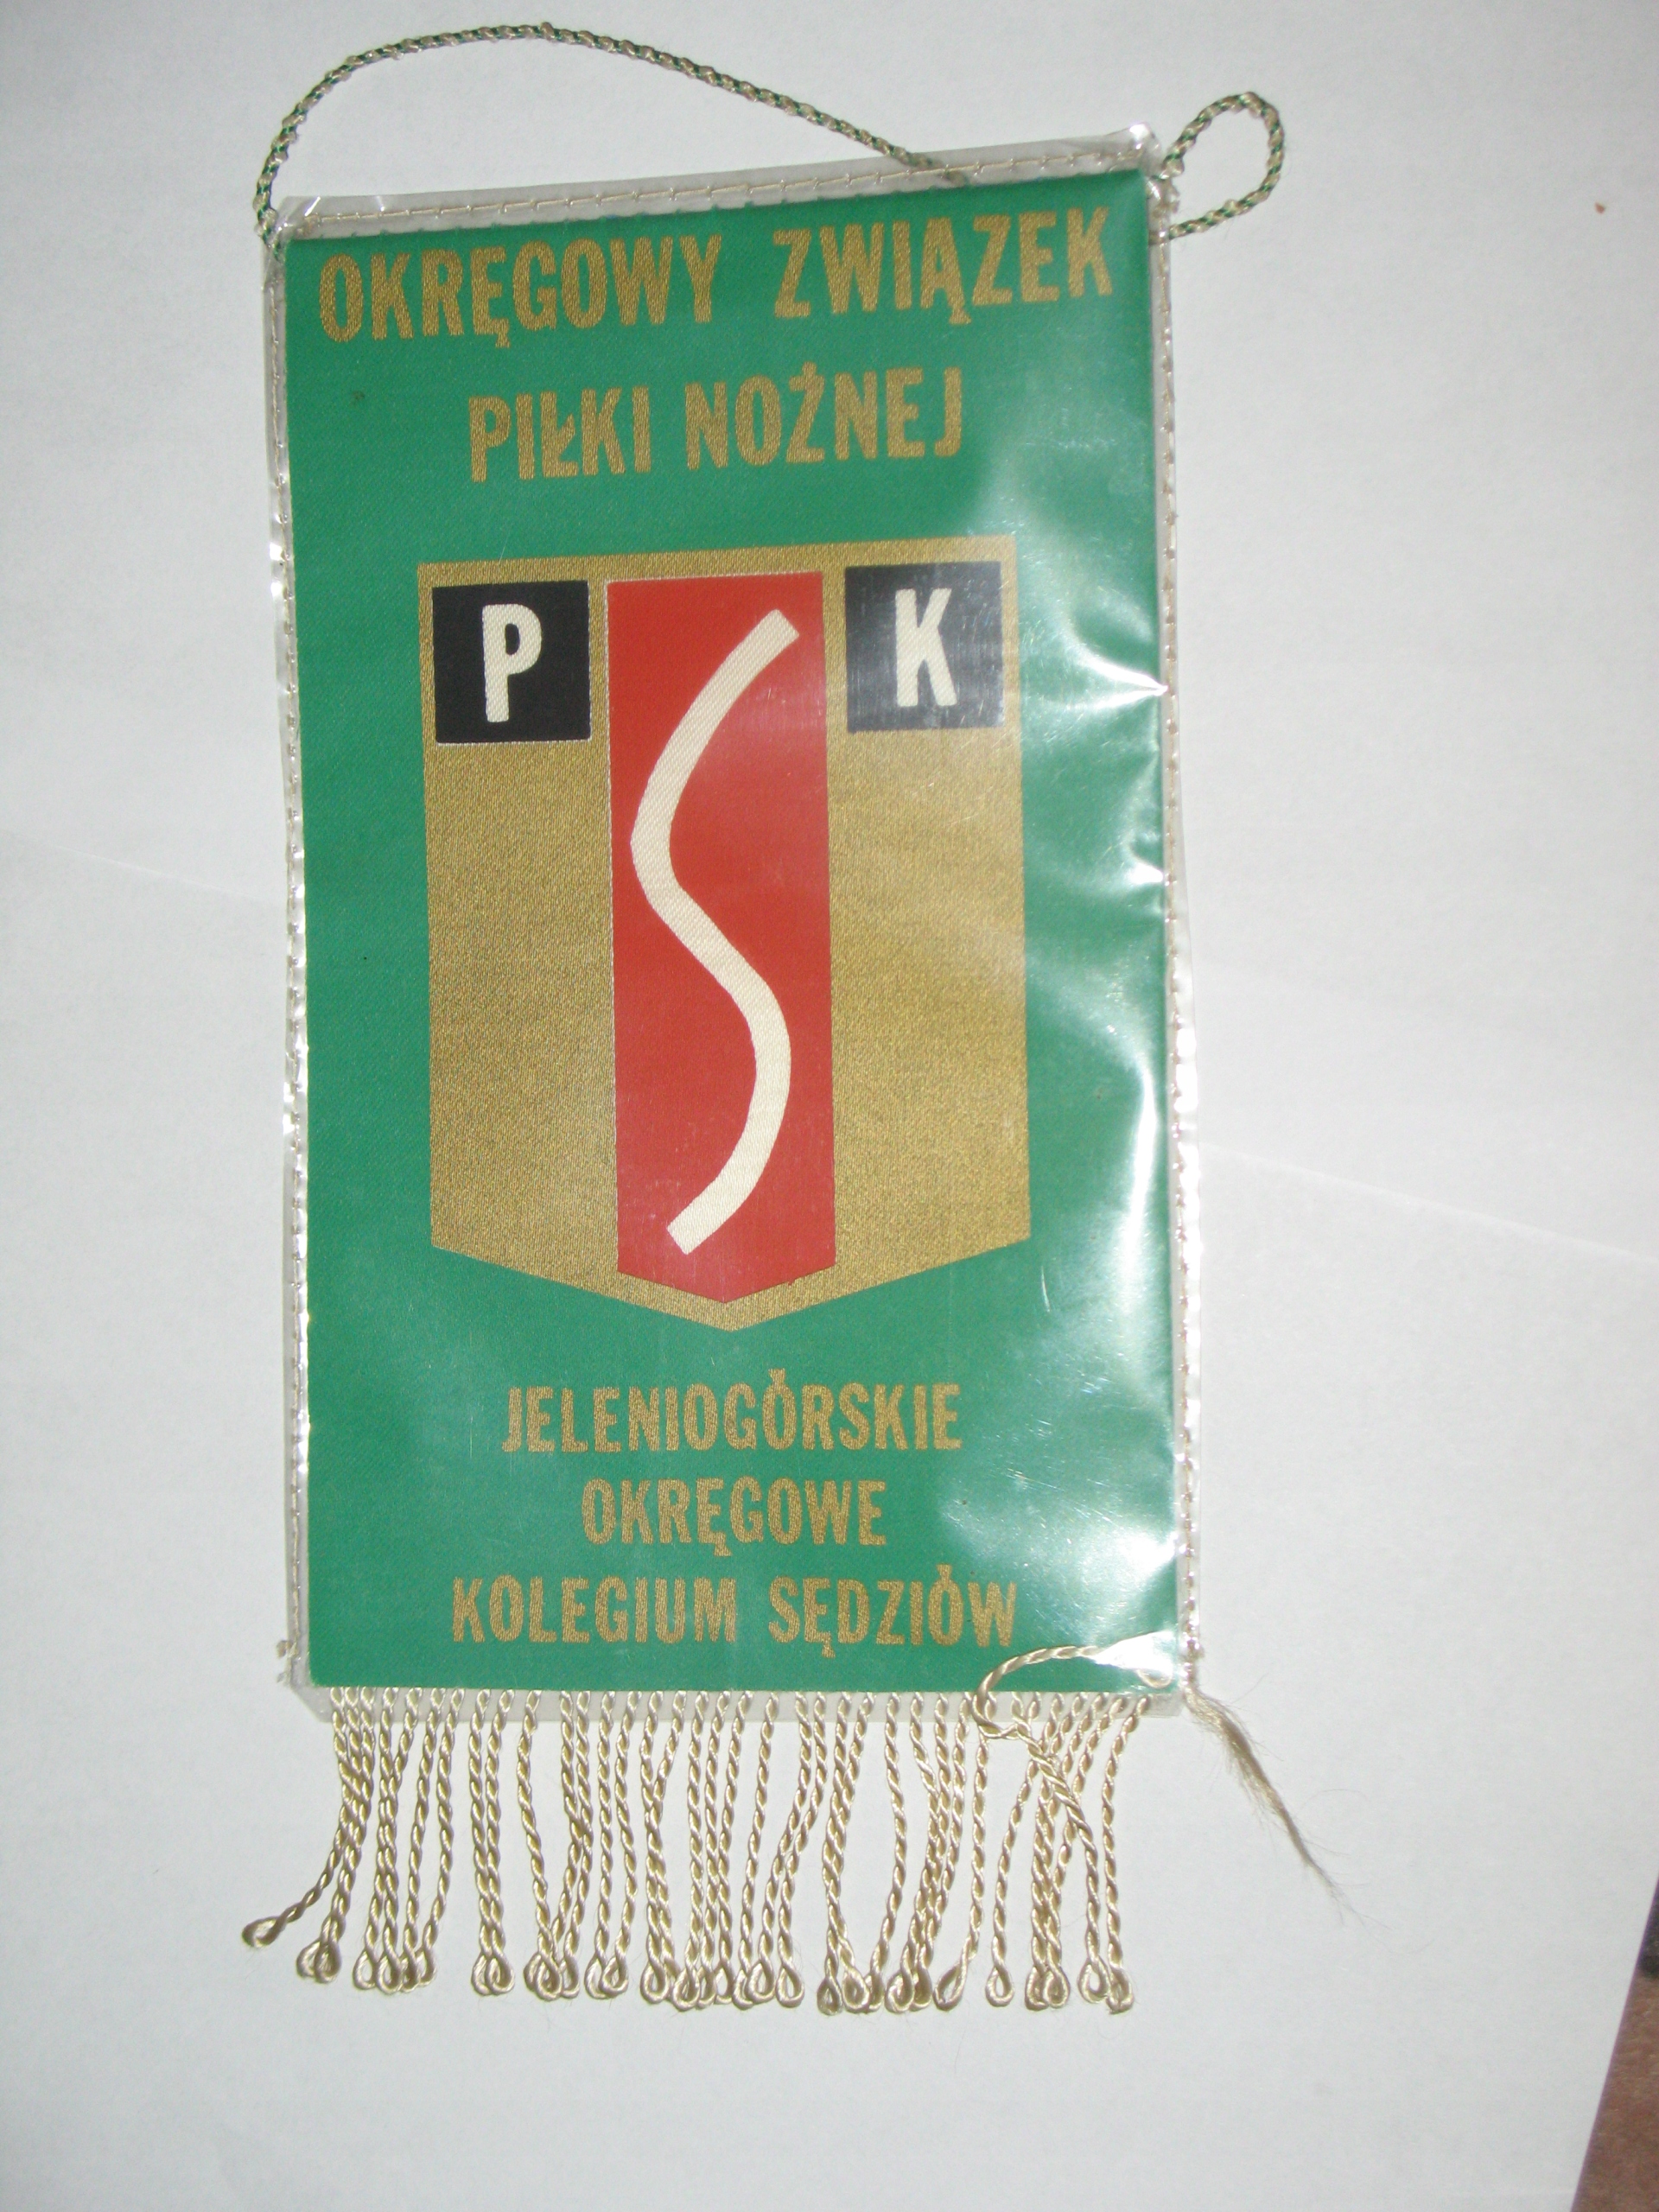 OKRĘGOWY ZWIĄZEK
PIŁKI NOŻNEJ
P S K
JELENIOGÓRSKIE
OKRĘGOWE
KOLEGIUM SĘDZIÓW